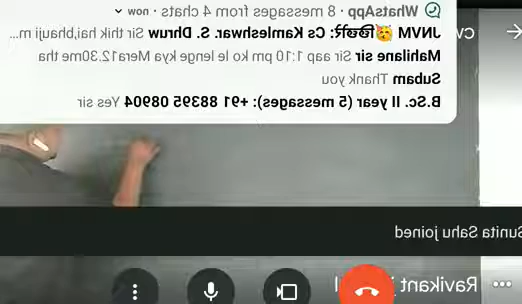 WhatsApp · 8 messages from 4 chats · now
JNVM छिछोरे🥳: Cs Kamleshwar. S. Dhruw Sir thik hai,bhauji m...
Mahilane sir Sir aap 1:10 pm ko le lenge kya Mera12.30me tha
Subam Thank you
B.Sc. II year (5 messages): +91 88395 08904 Yes sir
Sunita Sahu joined
Ravikant